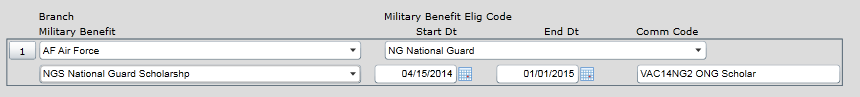 Branch Military Benefit Elig Code
Military Benefit Start Dt End Dt Comm Code
1 AF Air Force NG National Guard
NGS National Guard Scholarshp 04/15/2014 01/01/2015 VAC14NG2 ONG Scholar